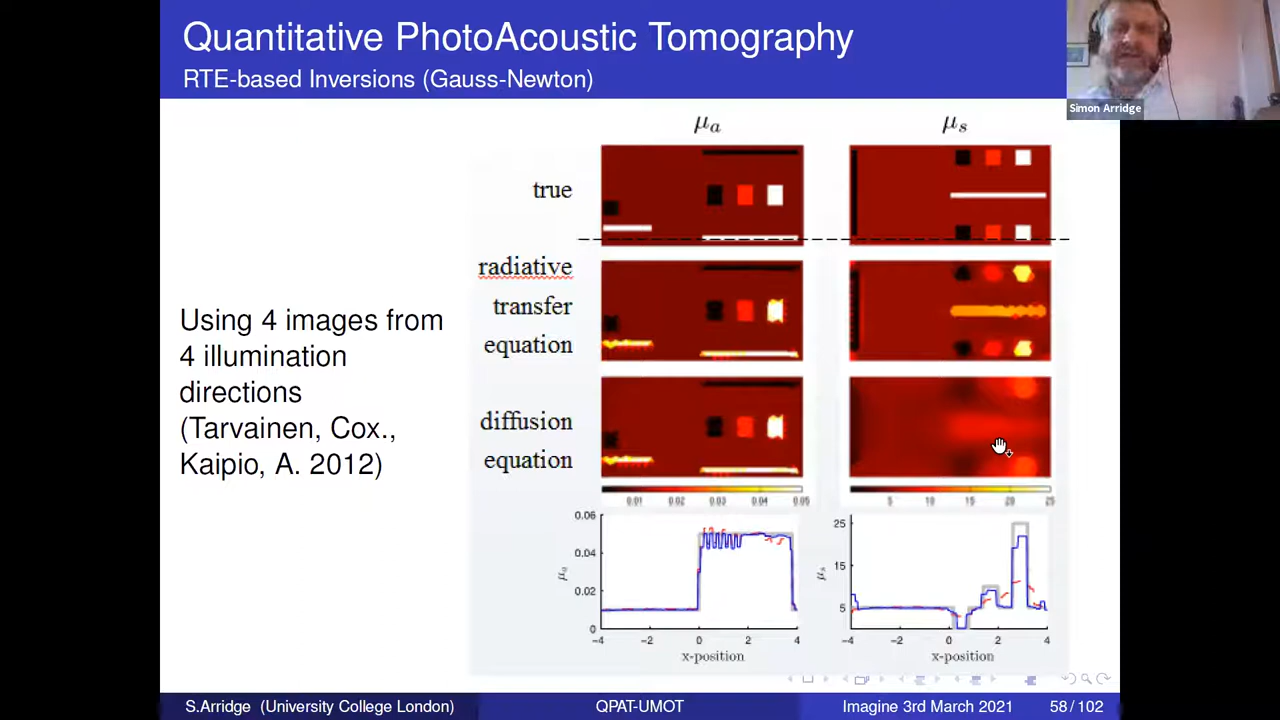 Quantitative PhotoAcoustic Tomography
RTE-based Inversions (Gauss-Newton)
Simon Arridge
μa
μs
true
radiative
transfer
equation
diffusion
equation
Using 4 images from
4 illumination
directions
(Tarvainen, Cox.,
Kaipio, A. 2012)
0.01 0.02 0.03 0.04 0.05
5 10 15 20 25
0.06
0.04
0.02
0
μa
-4 -2 0 2 4
x-position
25
15
5
μs
-4 -2 0 2 4
x-position
S.Arridge (University College London)
QPAT-UMOT
Imagine 3rd March 2021
58 / 102